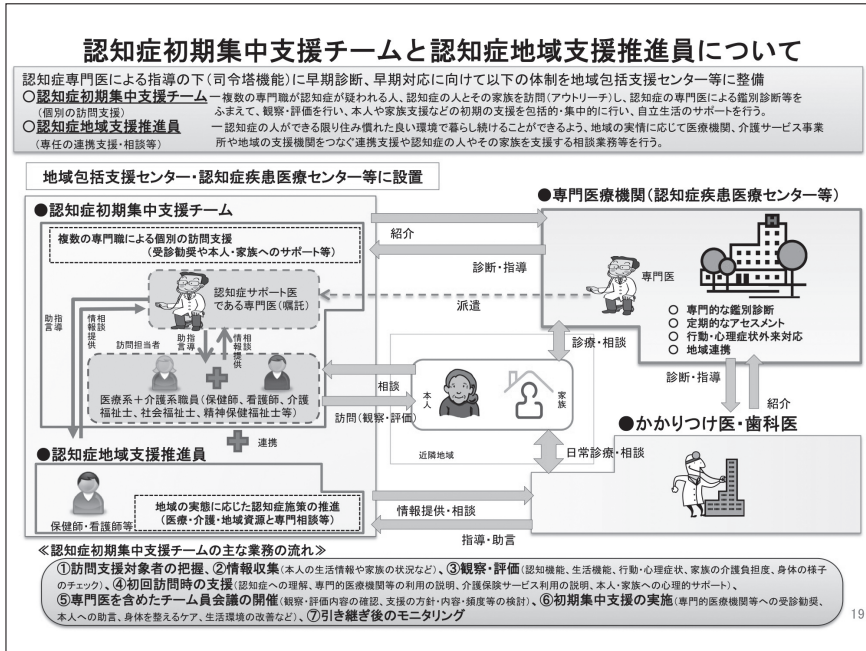 認知症初期集中支援チームと認知症地域支援推進員について
認知症専門医による指導の下(司令塔機能)に早期診断、早期対応に向けて以下の体制を地域包括支援センター等に整備
○認知症初期集中支援チーム ー複数の専門職が認知症が疑われる人、認知症の人とその家族を訪問(アウトリーチ)し、認知症の専門医による鑑別診断等を
(個別の訪問支援) ふまえて、観察・評価を行い、本人や家族支援などの初期の支援を包括的・集中的に行い、自立生活のサポートを行う。
○認知症地域支援推進員 ー認知症の人ができる限り住み慣れた良い環境で暮らし続けることができるよう、地域の実情に応じて医療機関、介護サービス事業
(専任の連携支援・相談等) 所や地域の支援機関をつなぐ連携支援や認知症の人やその家族を支援する相談業務等を行う。
地域包括支援センター・認知症疾患医療センター等に設置
●認知症初期集中支援チーム
複数の専門職による個別の訪問支援
(受診勧奨や本人・家族へのサポート等)
認知症サポート医
である専門医(嘱託)
指導
助言
相談
情報提供
訪問担当者
指導
助言
相談
情報提供
医療系+介護系職員(保健師、看護師、介護
福祉士、社会福祉士、精神保健福祉士等)
連携
●認知症地域支援推進員
保健師・看護師等
地域の実態に応じた認知症施策の推進
(医療・介護・地域資源と専門相談等)
紹介
診断・指導
派遣
相談
訪問(観察・評価)
本人
家族
近隣地域
診療・相談
日常診療・相談
情報提供・相談
指導・助言
●専門医療機関(認知症疾患医療センター等)
H
専門医
○ 専門的な鑑別診断
○ 定期的なアセスメント
○ 行動・心理症状外来対応
○ 地域連携
診断・指導
紹介
●かかりつけ医・歯科医
≪認知症初期集中支援チームの主な業務の流れ≫
①訪問支援対象者の把握、②情報収集(本人の生活情報や家族の状況など)、③観察・評価(認知機能、生活機能、行動・心理症状、家族の介護負担度、身体の様子
のチェック)、④初回訪問時の支援(認知症への理解、専門的医療機関等の利用の説明、介護保険サービス利用の説明、本人・家族への心理的サポート)、
⑤専門医を含めたチーム員会議の開催(観察・評価内容の確認、支援の方針・内容・頻度等の検討)、⑥初期集中支援の実施(専門的医療機関等への受診勧奨、
本人への助言、身体を整えるケア、生活環境の改善など)、⑦引き継ぎ後のモニタリング
19